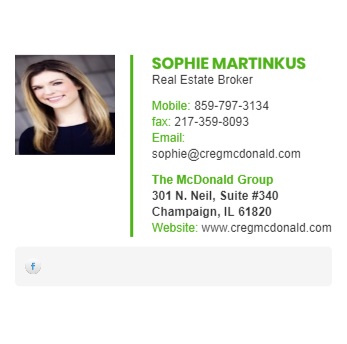 SOPHIE MARTINKUS
Real Estate Broker
Mobile: 859-797-3134
fax: 217-359-8093
Email:
sophie@cregmcdonald.com
The McDonald Group
301 N. Neil, Suite #340
Champaign, IL 61820
Website: www.cregmcdonald.com